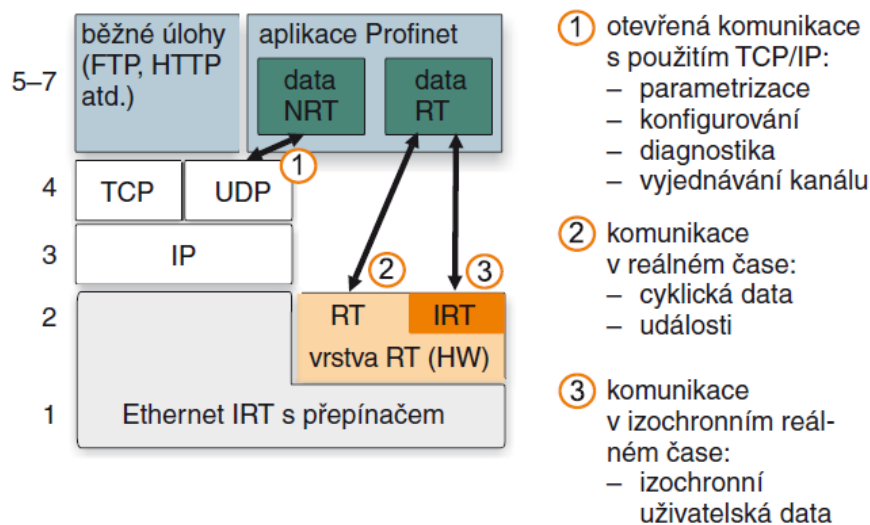 běžné úlohy
(FTP, HTTP
atd.)
aplikace Profinet
data
NRT
data
RT
5–7
1
4
TCP
UDP
3
IP
2
3
2
RT
IRT
vrstva RT (HW)
1
Ethernet IRT s přepínačem
1 otevřená komunikace
s použitím TCP/IP:
– parametrizace
– konfigurování
– diagnostika
– vyjednávání kanálu
2 komunikace
v reálném čase:
– cyklická data
– události
3 komunikace
v izochronním reál-
ném čase:
– izochronní
uživatelská data